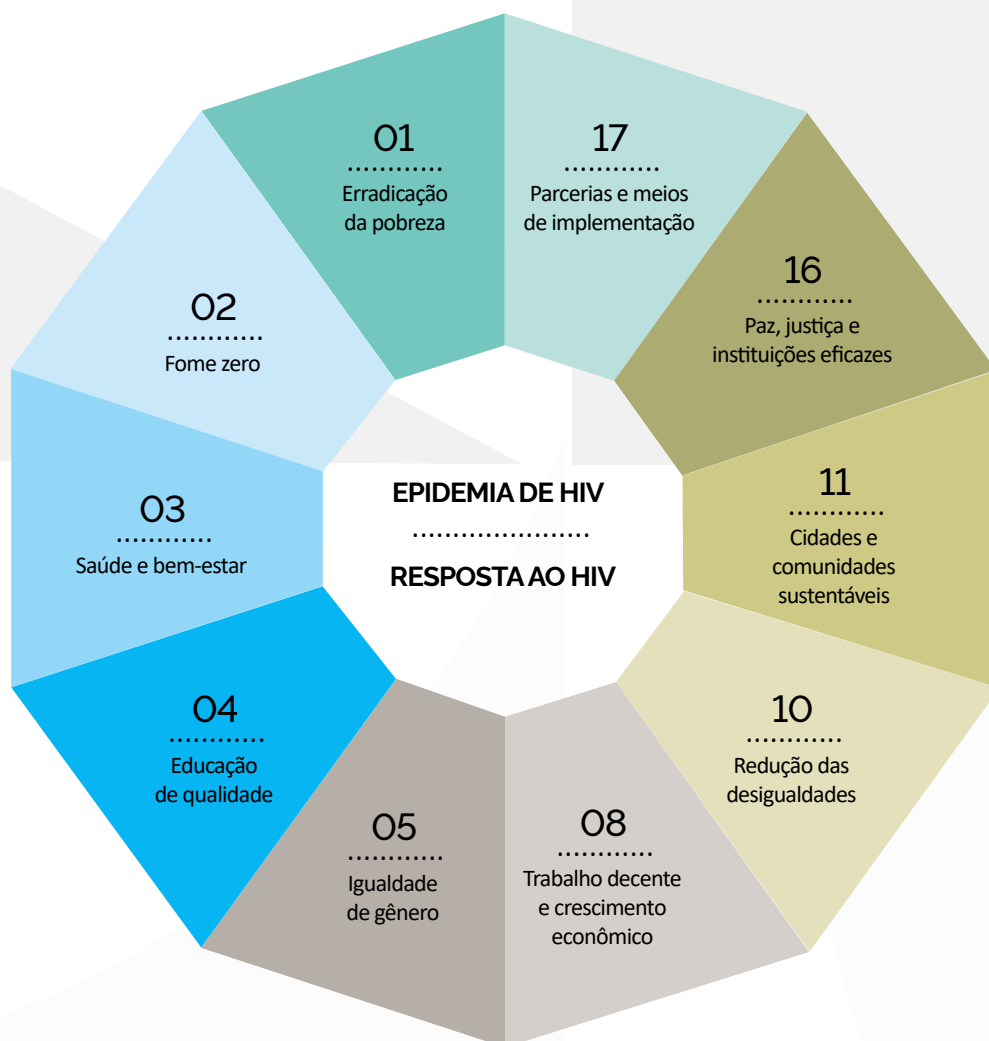 01
Erradicação
da pobreza
17
Parcerias e meios
de implementação
16
Paz, justiça e
instituições eficazes
02
Fome zero
EPIDEMIA DE HIV
RESPOSTA AO HIV
11
Cidades e
comunidades
sustentáveis
03
Saúde e bem-estar
04
Educação
de qualidade
10
Redução das
desigualdades
05
Igualdade
de gênero
08
Trabalho decente
e crescimento
econômico